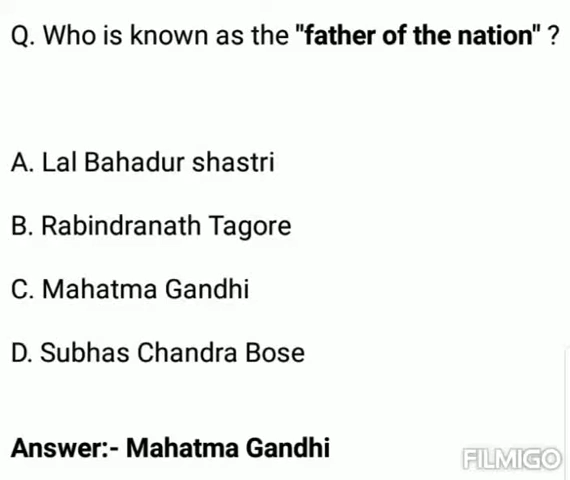 Q. Who is known as the "father of the nation" ?
A. Lal Bahadur shastri
B. Rabindranath Tagore
C. Mahatma Gandhi
D. Subhas Chandra Bose
Answer:- Mahatma Gandhi
FILMIGO